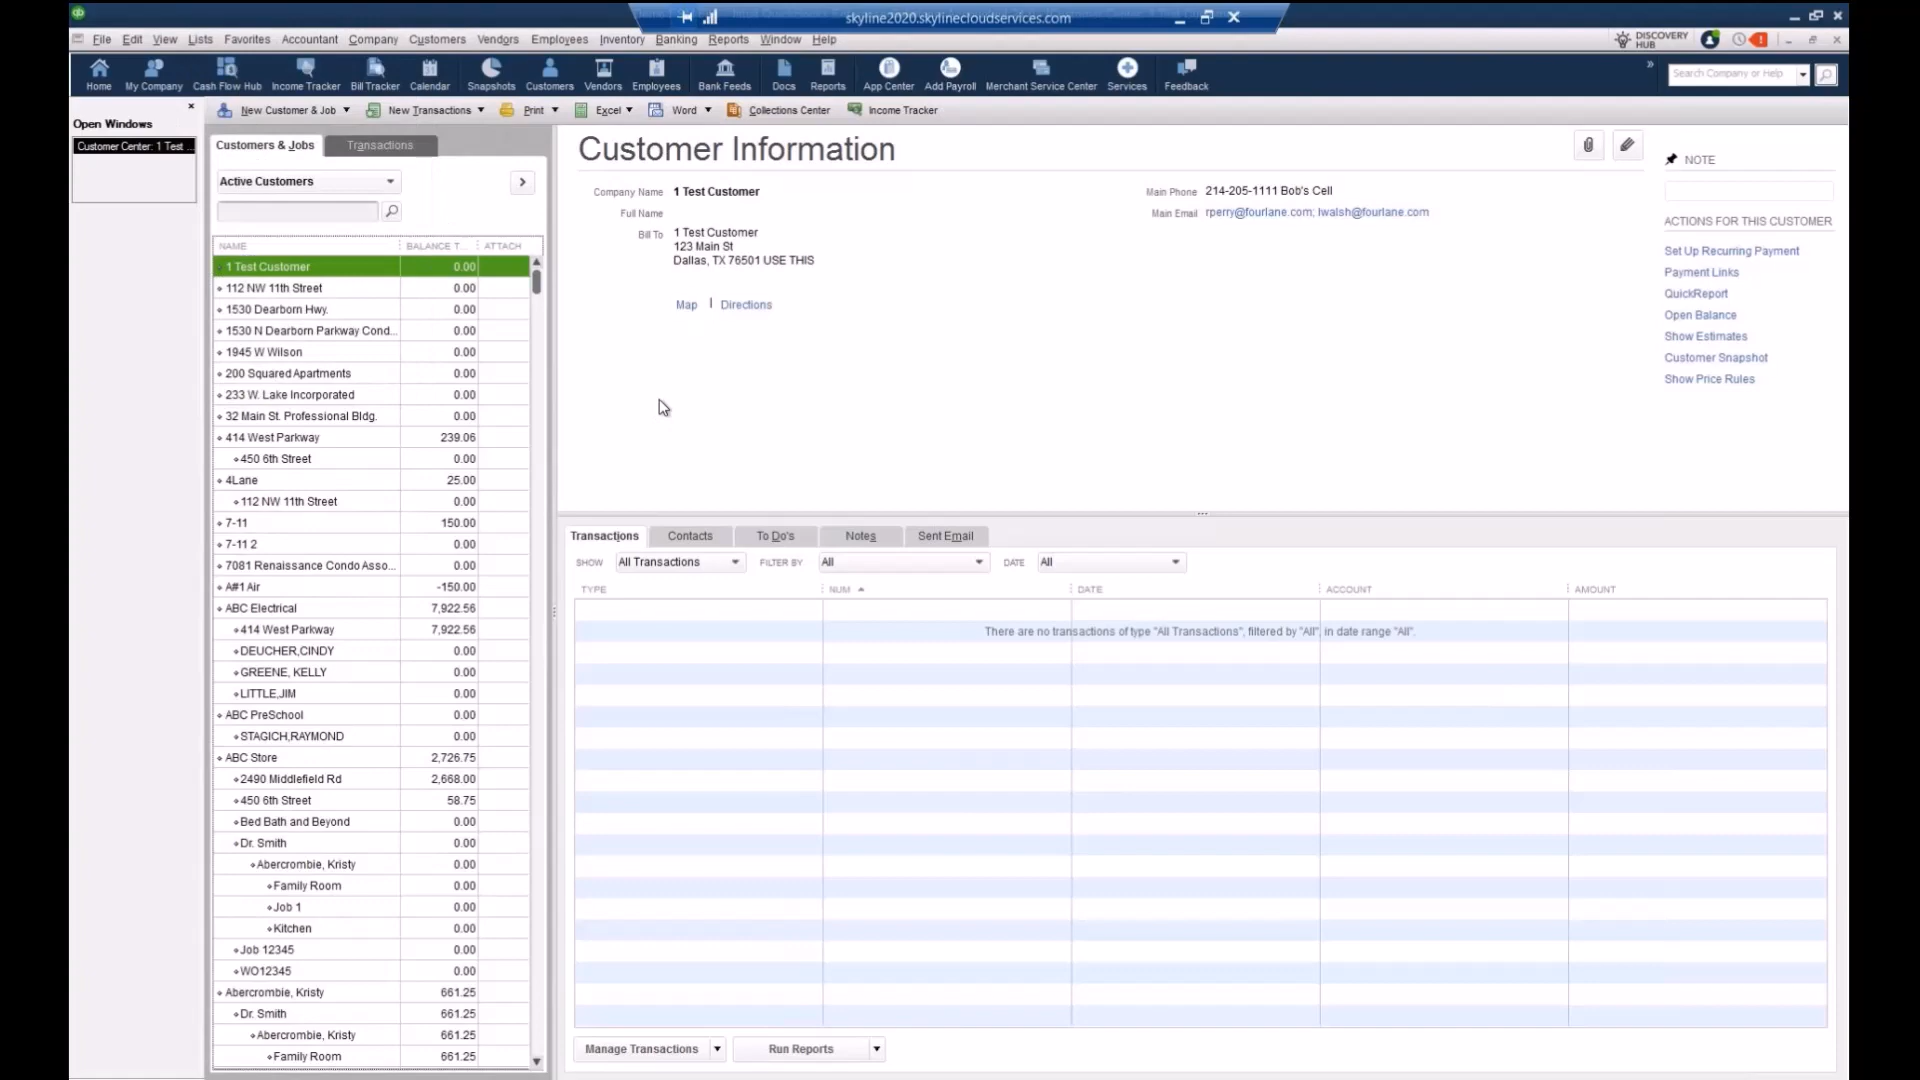 skyline2020.skylinecloudservices.com
File Edit View Lists Favorites Accountant Company Customers Vendors Employees Inventory Banking Reports Window Help
DISCOVERY HUB
Home My Company Cash Flow Hub Income Tracker Bill Tracker Calendar Snapshots Customers Vendors Employees Bank Feeds Docs Reports App Center Add Payroll Merchant Service Center Services Feedback
Search Company or Help
New Customer & Job New Transactions Print Excel Word Collections Center Income Tracker
Open Windows
Customer Center: 1 Test ...
Customers & Jobs Transactions
Active Customers
NAME BALANCE T... ATTACH
1 Test Customer 0.00
112 NW 11th Street 0.00
1530 Dearborn Hwy. 0.00
1530 N Dearborn Parkway Cond... 0.00
1945 W Wilson 0.00
200 Squared Apartments 0.00
233 W. Lake Incorporated 0.00
32 Main St. Professional Bldg. 0.00
414 West Parkway 239.06
450 6th Street 0.00
4Lane 25.00
112 NW 11th Street 0.00
7-11 150.00
7-11 2 0.00
7081 Renaissance Condo Asso... 0.00
A#1 Air -150.00
ABC Electrical 7,922.56
414 West Parkway 7,922.56
DEUCHER,CINDY 0.00
GREENE, KELLY 0.00
LITTLE,JIM 0.00
ABC PreSchool 0.00
STAGICH,RAYMOND 0.00
ABC Store 2,726.75
2490 Middlefield Rd 2,668.00
450 6th Street 58.75
Bed Bath and Beyond 0.00
Dr. Smith 0.00
Abercrombie, Kristy 0.00
Family Room 0.00
Job 1 0.00
Kitchen 0.00
Job 12345 0.00
WO12345 0.00
Abercrombie, Kristy 661.25
Dr. Smith 661.25
Abercrombie, Kristy 661.25
Family Room 661.25
Customer Information
Company Name 1 Test Customer
Full Name
Bill To 1 Test Customer
123 Main St
Dallas, TX 76501 USE THIS
Map | Directions
Main Phone 214-205-1111 Bob's Cell
Main Email rperry@fourlane.com; lwalsh@fourlane.com
NOTE
ACTIONS FOR THIS CUSTOMER
Set Up Recurring Payment
Payment Links
QuickReport
Open Balance
Show Estimates
Customer Snapshot
Show Price Rules
Transactions Contacts To Do's Notes Sent Email
SHOW All Transactions FILTER BY All DATE All
TYPE NUM DATE ACCOUNT AMOUNT
There are no transactions of type "All Transactions", filtered by "All", in date range "All".
Manage Transactions Run Reports